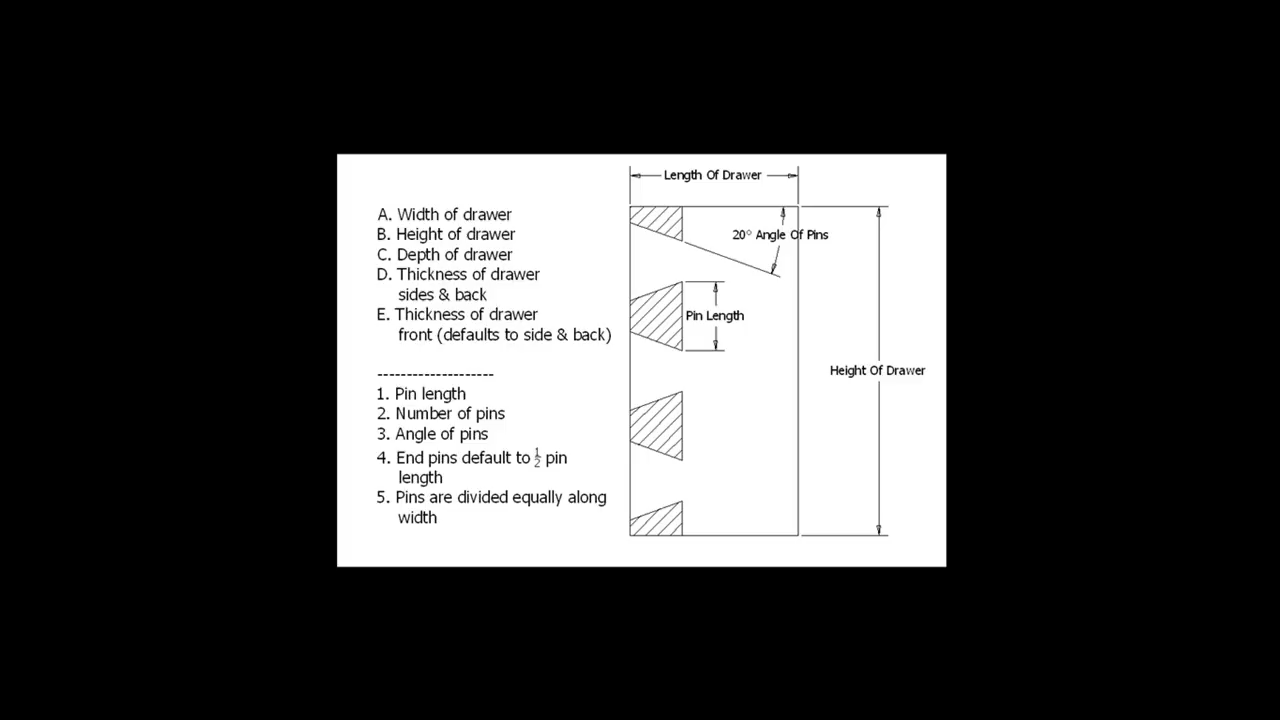 A. Width of drawer
B. Height of drawer
C. Depth of drawer
D. Thickness of drawer
sides & back
E. Thickness of drawer
front (defaults to side & back)
--------------------
1. Pin length
2. Number of pins
3. Angle of pins
4. End pins default to ½ pin
length
5. Pins are divided equally along
width
Length Of Drawer
20° Angle Of Pins
Pin Length
Height Of Drawer